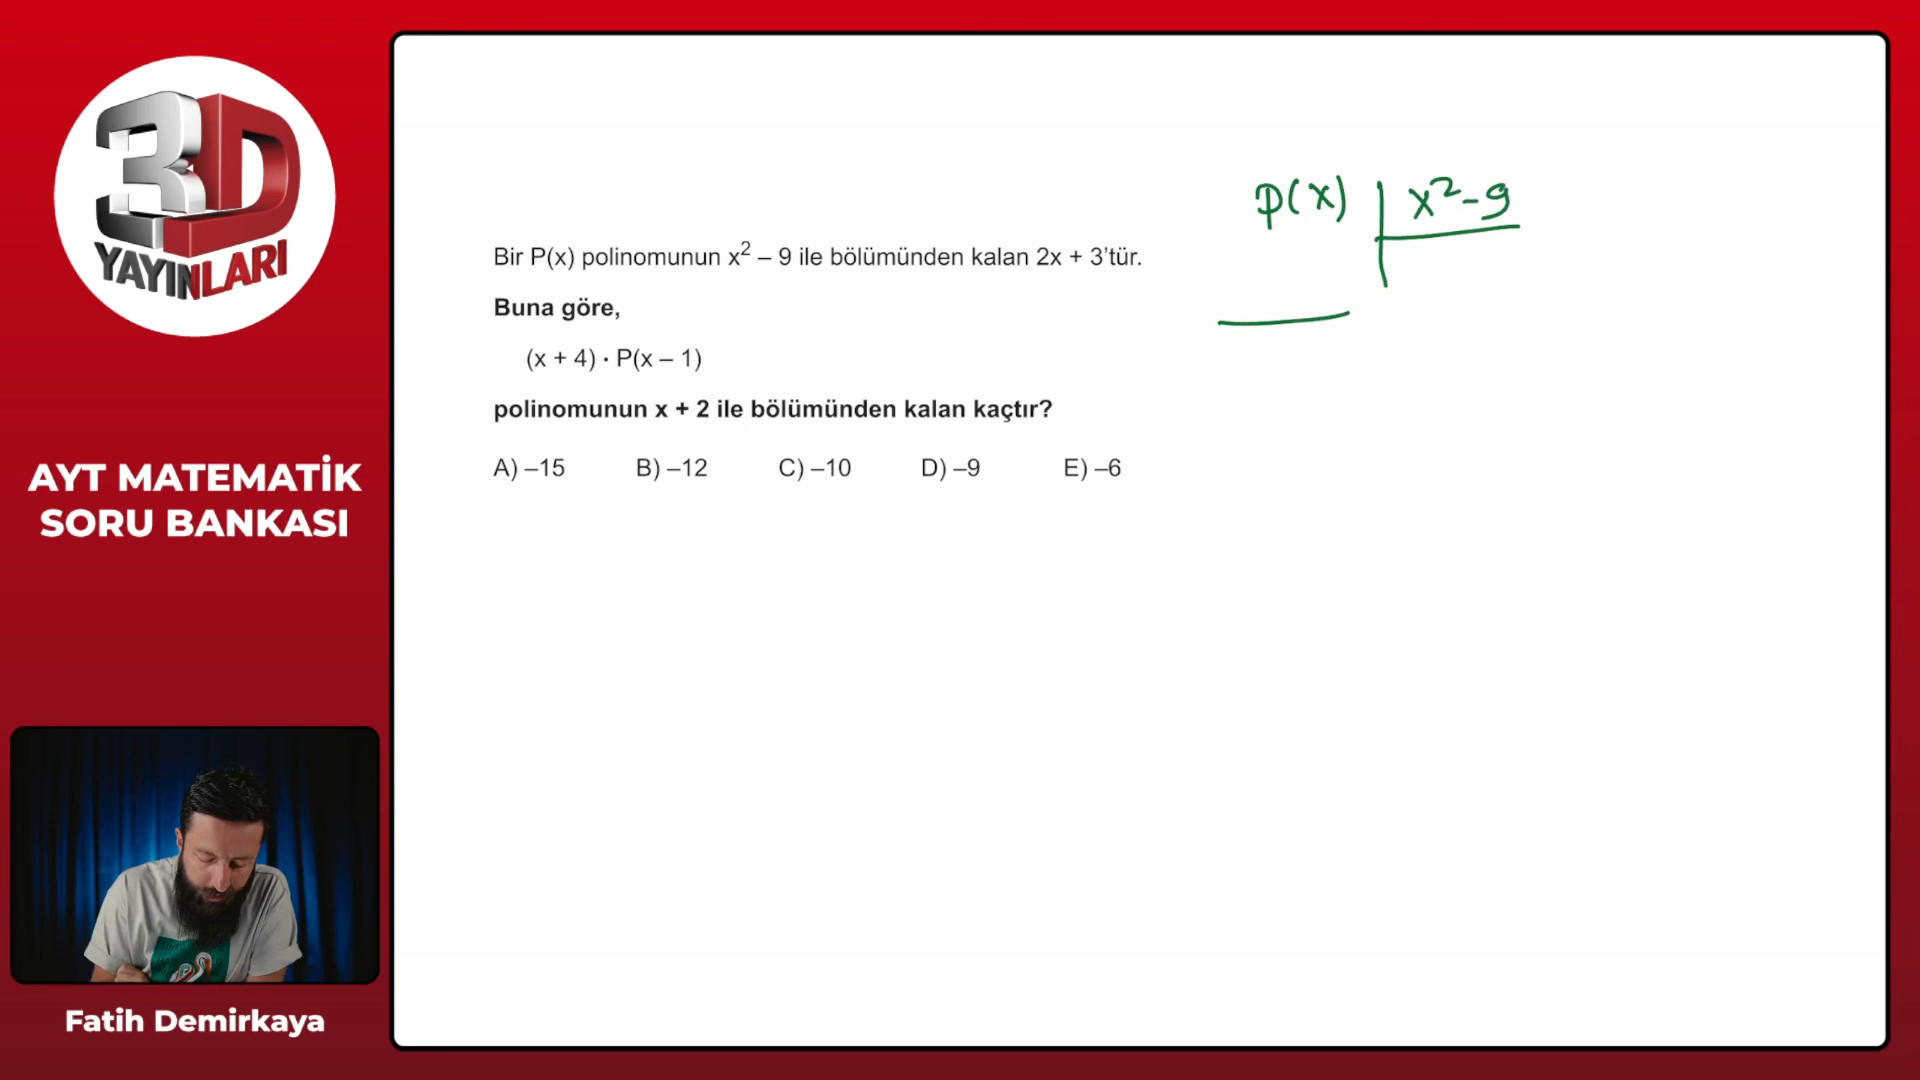 3D
YAYINLARI
AYT MATEMATİK
SORU BANKASI
Fatih Demirkaya
Bir P(x) polinomunun x² – 9 ile bölümünden kalan 2x + 3’tür.
Buna göre,
(x + 4) · P(x – 1)
polinomunun x + 2 ile bölümünden kalan kaçtır?
A) –15 B) –12 C) –10 D) –9 E) –6
P(x) | x² - 9